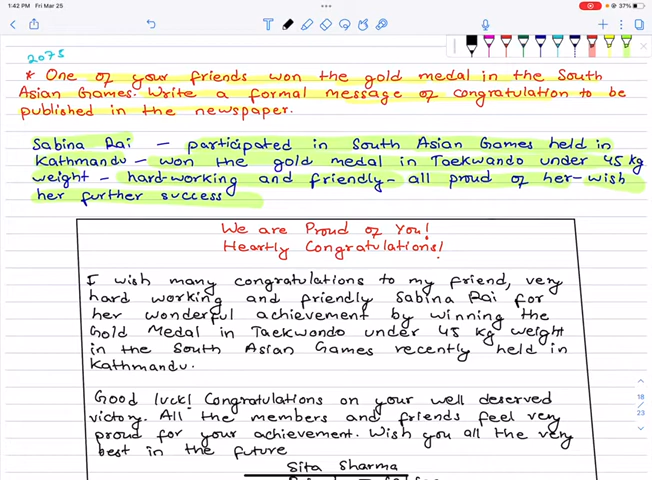 1:42 PM Fri Mar 25
37%
2075
* One of your friends won the gold medal in the South
Asian Games. Write a formal message of congratulation to be
published in the newspaper.
Sabina Rai – participated in South Asian Games held in
Kathmandu – won the gold medal in Taekwando under 45 kg
weight – hard-working and friendly – all proud of her – wish
her further success
We are Proud of You!
Heartly Congratulations!
I wish many congratulations to my friend, very
hard working and friendly Sabina Rai for
her wonderful achievement by winning the
Gold Medal in Taekwando under 45 kg weight
in the South Asian Games recently held in
Kathmandu.
Good luck! Congratulations on your well deserved
victory. All the members and friends feel very
proud for your achievement. Wish you all the very
best in the future
Sita Sharma
18
/
23